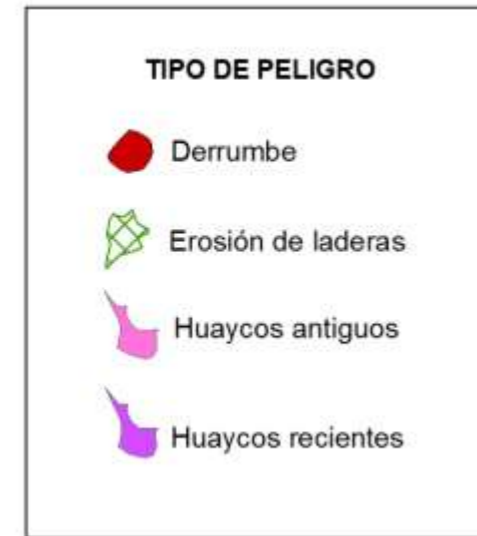 TIPO DE PELIGRO
Derrumbe
Erosión de laderas
Huaycos antiguos
Huaycos recientes